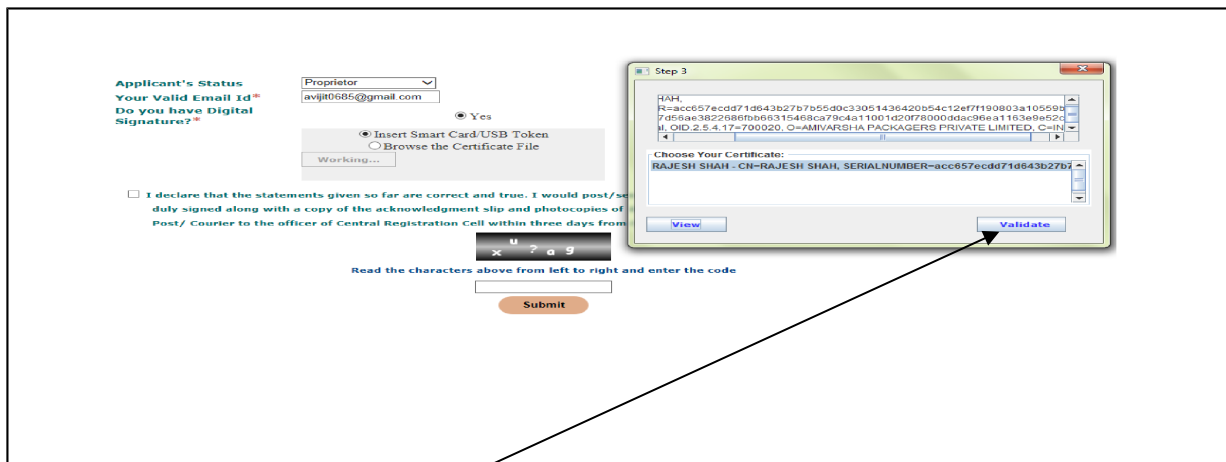 Applicant's Status
Proprietor
Your Valid Email Id*
avijit0685@gmail.com
Do you have Digital
Signature?*
Yes
Insert Smart Card/USB Token
Browse the Certificate File
Working...
I declare that the statements given so far are correct and true. I would post/se
duly signed along with a copy of the acknowledgment slip and photocopies of
Post/ Courier to the officer of Central Registration Cell within three days from
x u ? a g
Read the characters above from left to right and enter the code
Submit
Step 3
HAH,
R=acc657ecdd71d643b27b7b55d0c33051436420b54c12ef7f190803a10559b
7d56ae3822686fbb66315468ca79c4a11001d20f78000ddac96ea1163e9e52c
al, OID.2.5.4.17=700020, O=AMIVARSHA PACKAGERS PRIVATE LIMITED, C=IN
Choose Your Certificate:
RAJESH SHAH - CN=RAJESH SHAH, SERIALNUMBER=acc657ecdd71d643b27b7
View
Validate